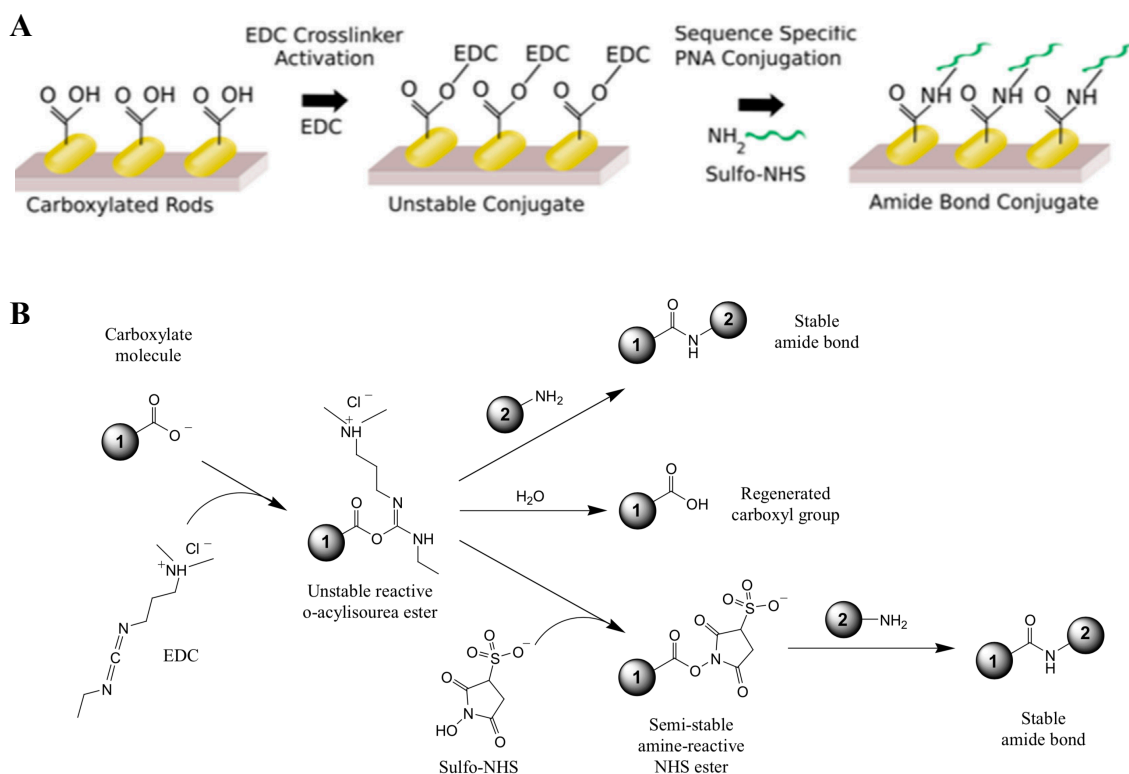 A
EDC Crosslinker
Activation
EDC
EDC
EDC
EDC
Sequence Specific
PNA Conjugation
NH2
Sulfo-NHS
O OH O OH O OH
O O O O O O
O NH O NH O NH
Carboxylated Rods
Unstable Conjugate
Amide Bond Conjugate
B
Carboxylate
molecule
1
O
O−
Cl−
+
NH
N
C
N
EDC
Cl−
+
NH
N
O
1
O
NH
Unstable reactive
o-acylisourea ester
2
NH2
O
1
N
H
2
Stable
amide bond
H2O
O
1
OH
Regenerated
carboxyl group
O
O
S
O−
O
N
HO
O
Sulfo-NHS
O
O
S
O−
O
O
1
O
N
O
Semi-stable
amine-reactive
NHS ester
2
NH2
O
1
N
H
2
Stable
amide bond